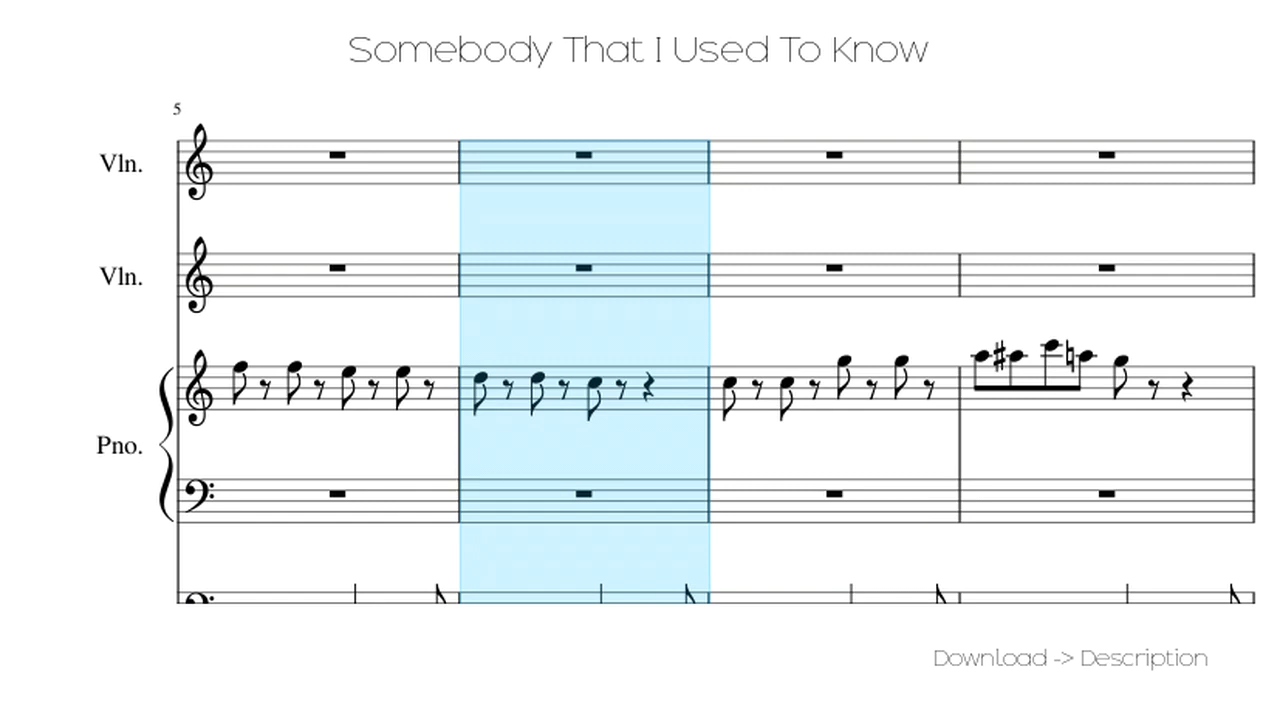 Somebody That I Used To Know
5
Vln.
Vln.
Pno.
Download -> Description